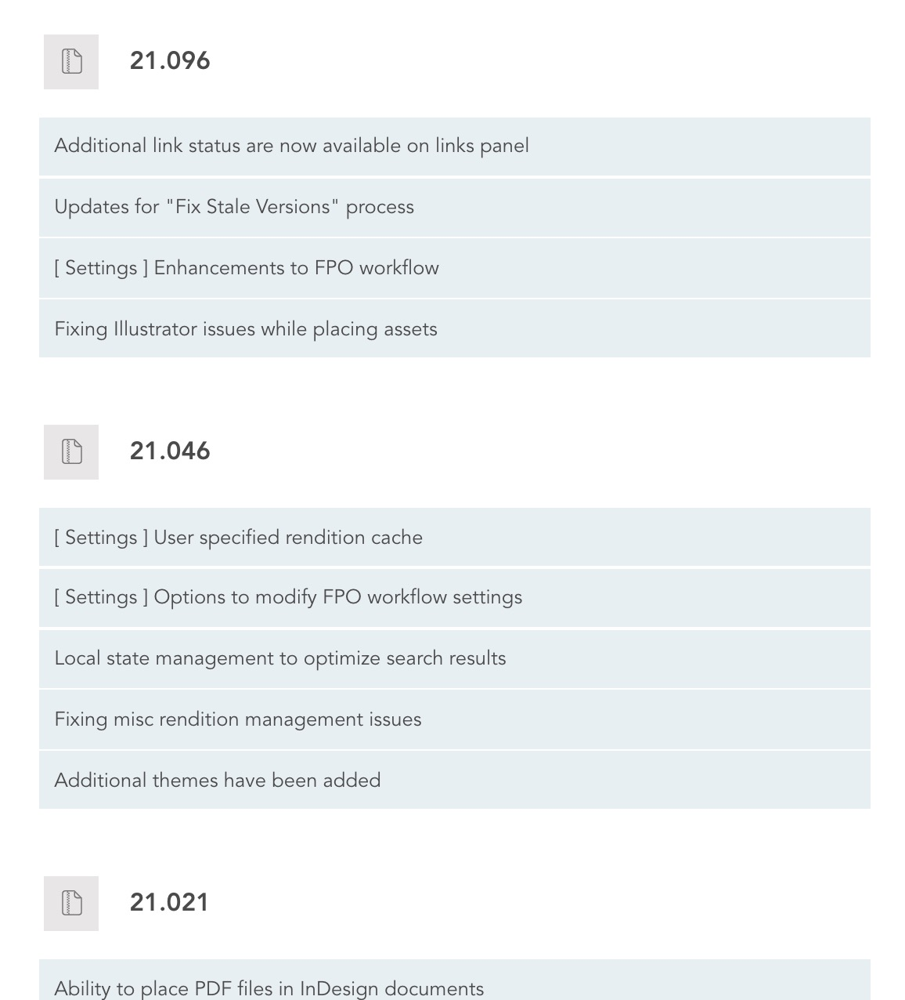 21.096
Additional link status are now available on links panel
Updates for "Fix Stale Versions" process
[ Settings ] Enhancements to FPO workflow
Fixing Illustrator issues while placing assets
21.046
[ Settings ] User specified rendition cache
[ Settings ] Options to modify FPO workflow settings
Local state management to optimize search results
Fixing misc rendition management issues
Additional themes have been added
21.021
Ability to place PDF files in InDesign documents